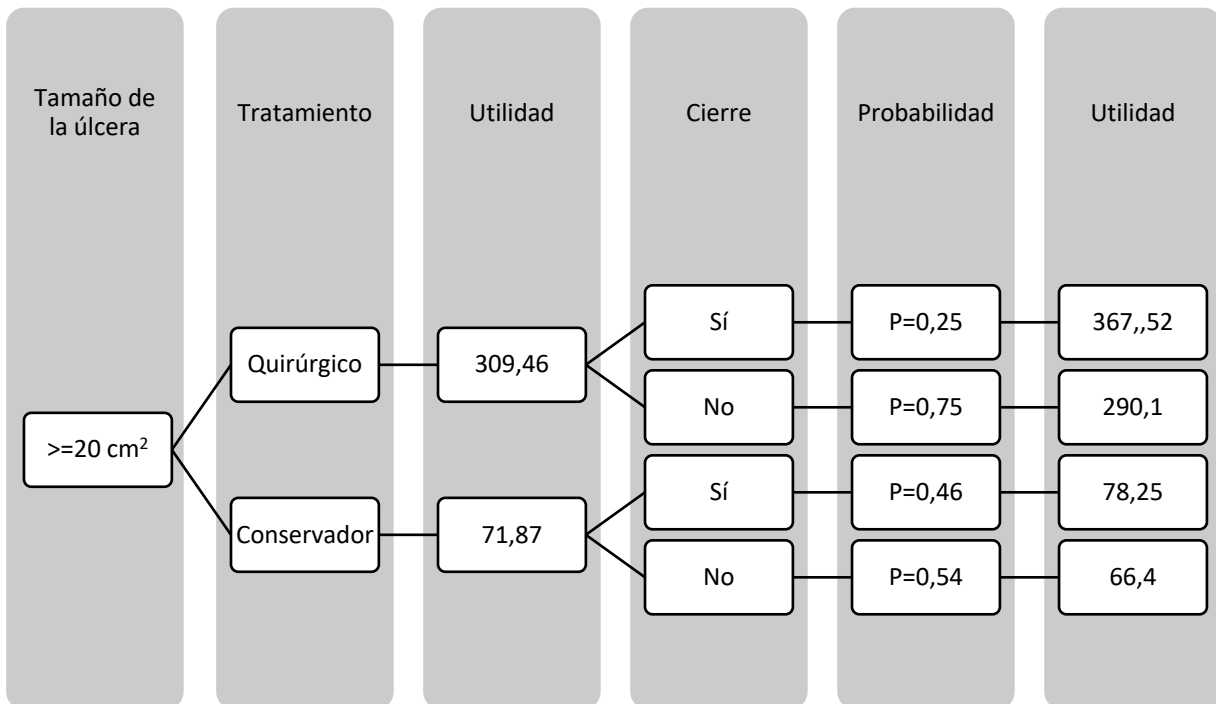 Tamaño de
la úlcera
Tratamiento
Utilidad
Cierre
Probabilidad
Utilidad
>=20 cm²
Quirúrgico
309,46
Sí
P=0,25
367,,52
No
P=0,75
290,1
Conservador
71,87
Sí
P=0,46
78,25
No
P=0,54
66,4